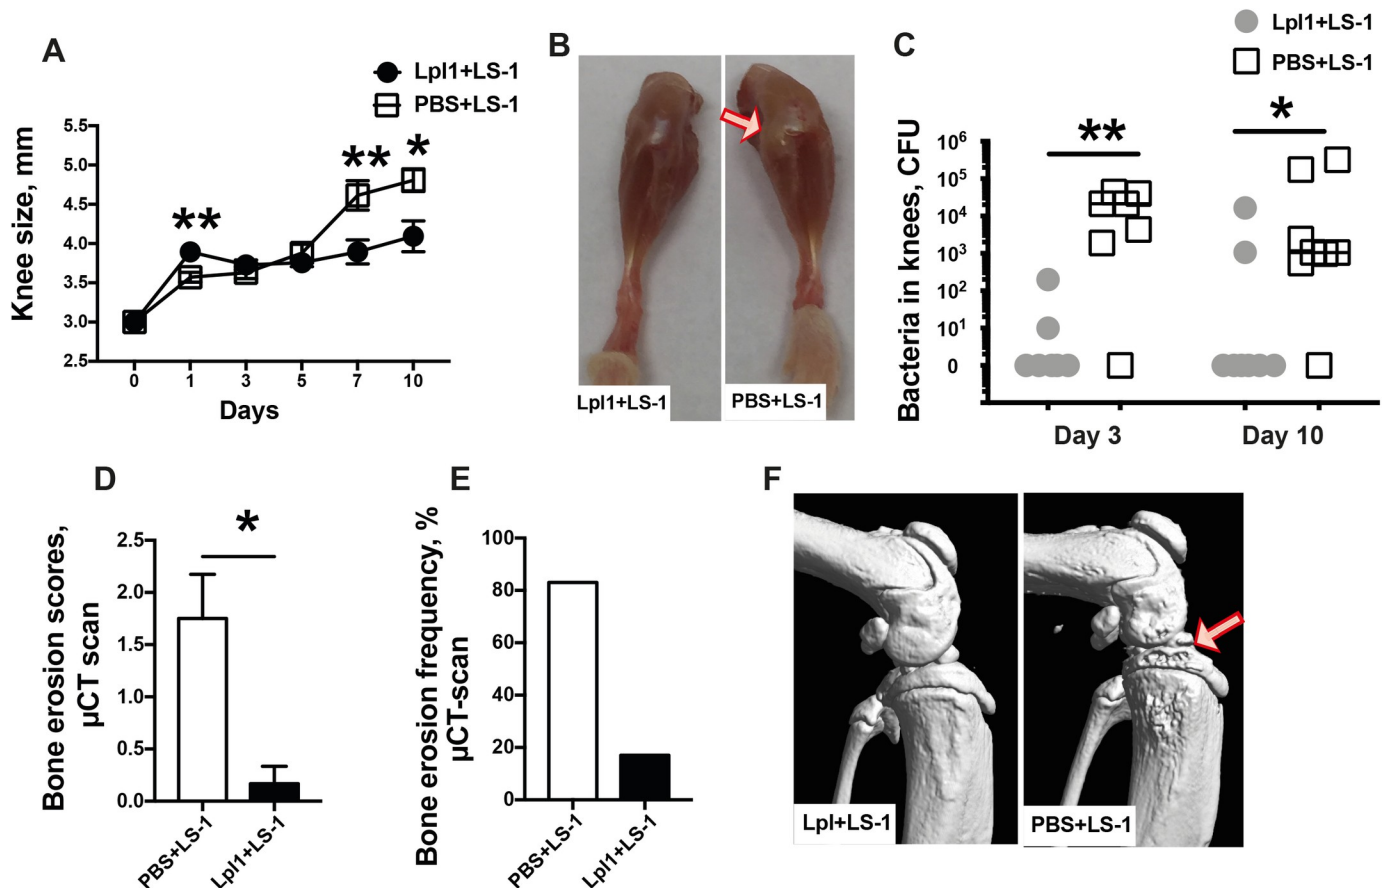 A
Lpl1+LS-1
PBS+LS-1
Knee size, mm
5.5
5.0
4.5
4.0
3.5
3.0
2.5
** ** *
0 1 3 5 7 10
Days
B
Lpl1+LS-1
PBS+LS-1
C
Lpl1+LS-1
PBS+LS-1
Bacteria in knees, CFU
10⁶
10⁵
10⁴
10³
10²
10¹
0
** *
Day 3 Day 10
D
Bone erosion scores,
µCT scan
2.5
2.0
1.5
1.0
0.5
0.0
*
PBS+LS-1
Lpl1+LS-1
E
Bone erosion frequency, %
µCT-scan
100
80
60
40
20
0
PBS+LS-1
Lpl1+LS-1
F
Lpl+LS-1
PBS+LS-1